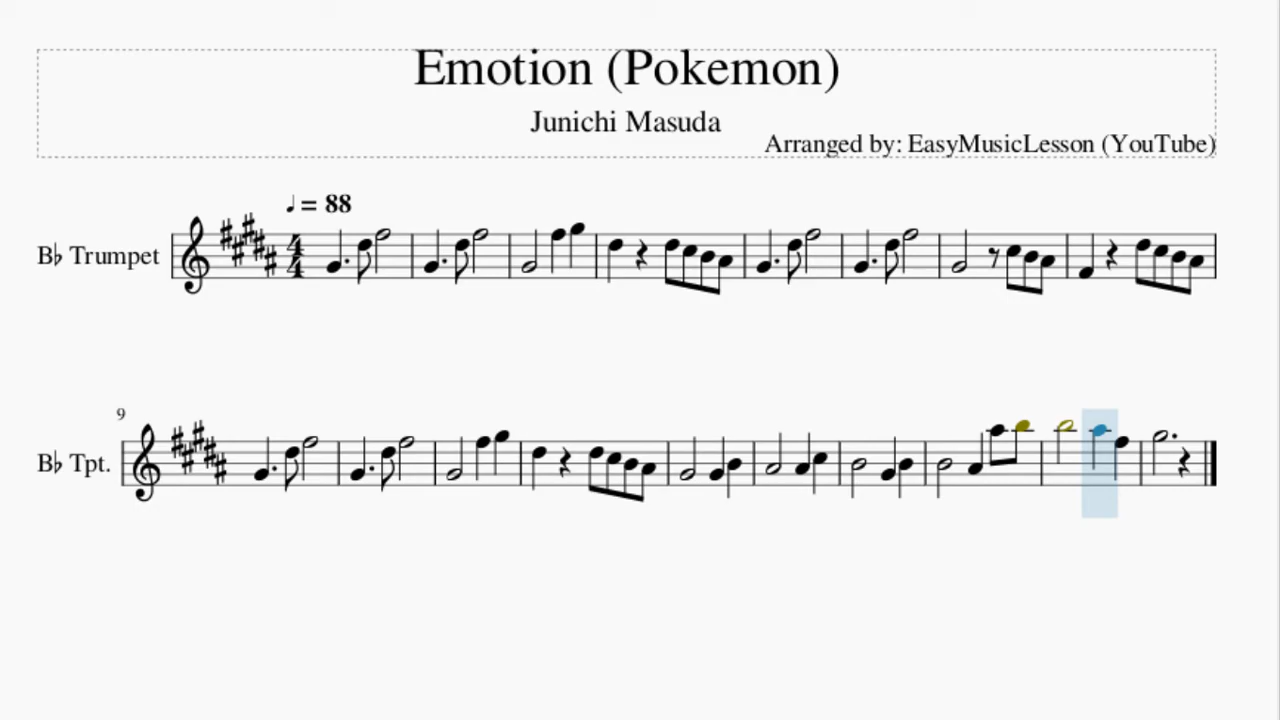 Emotion (Pokemon)
Junichi Masuda
Arranged by: EasyMusicLesson (YouTube)
♩ = 88
B♭ Trumpet
4
4
9
B♭ Tpt.